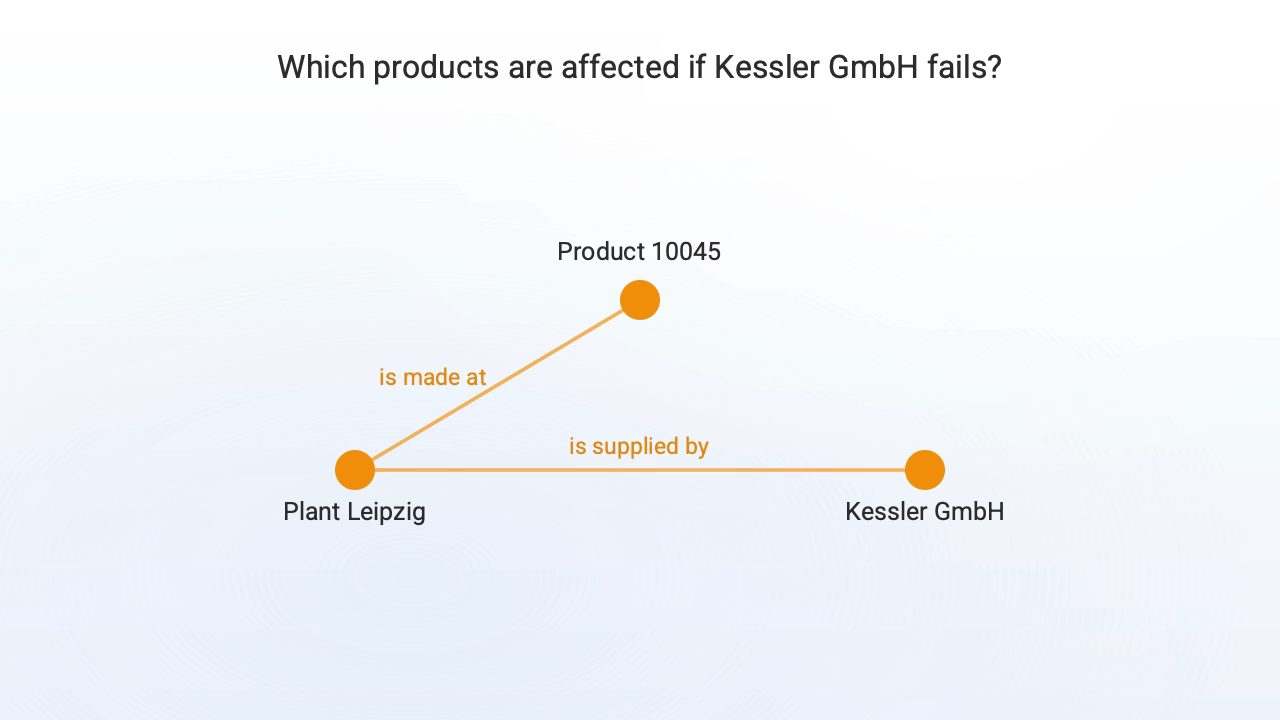 Which products are affected if Kessler GmbH fails?
Product 10045
is made at
is supplied by
Plant Leipzig
Kessler GmbH